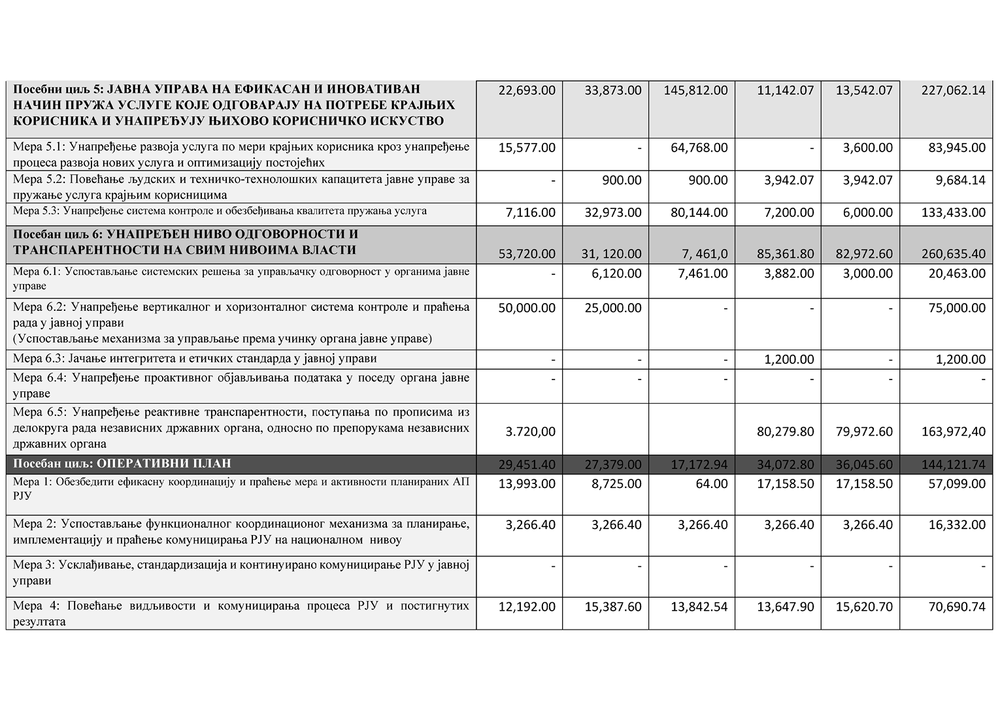 Посебни циљ 5: ЈАВНА УПРАВА НА ЕФИКАСАН И ИНОВАТИВАН
НАЧИН ПРУЖА УСЛУГЕ КОЈЕ ОДГОВАРАЈУ НА ПОТРЕБЕ КРАЈЊИХ
КОРИСНИКА И УНАПРЕЂУЈУ ЊИХОВО КОРИСНИЧКО ИСКУСТВО
22,693.00 33,873.00 145,812.00 11,142.07 13,542.07 227,062.14
Мера 5.1: Унапређење развоја услуга по мери крајњих корисника кроз унапређење
процеса развоја нових услуга и оптимизацију постојећих
15,577.00 - 64,768.00 - 3,600.00 83,945.00
Мера 5.2: Повећање људских и техничко-технолошких капацитета јавне управе за
пружање услуга крајњим корисницима
- 900.00 900.00 3,942.07 3,942.07 9,684.14
Мера 5.3: Унапређење система контроле и обезбеђивања квалитета пружања услуга
7,116.00 32,973.00 80,144.00 7,200.00 6,000.00 133,433.00
Посебан циљ 6: УНАПРЕЂЕН НИВО ОДГОВОРНОСТИ И
ТРАНСПАРЕНТНОСТИ НА СВИМ НИВОИМА ВЛАСТИ
53,720.00 31, 120.00 7, 461,0 85,361.80 82,972.60 260,635.40
Мера 6.1: Успостављање системских решења за управљачку одговорност у органима јавне
управе
- 6,120.00 7,461.00 3,882.00 3,000.00 20,463.00
Мера 6.2: Унапређење вертикалног и хоризонталног система контроле и праћења
рада у јавној управи
(Успостављање механизма за управљање према учинку органа јавне управе)
50,000.00 25,000.00 - - - 75,000.00
Мера 6.3: Јачање интегритета и етичких стандарда у јавној управи
- - - 1,200.00 - 1,200.00
Мера 6.4: Унапређење проактивног објављивања података у поседу органа јавне
управе
- - - - - -
Мера 6.5: Унапређење реактивне транспарентности, поступања по прописима из
делокруга рада независних државних органа, односно по препорукама независних
државних органа
3.720,00 80,279.80 79,972.60 163,972,40
Посебан циљ: ОПЕРАТИВНИ ПЛАН
29,451.40 27,379.00 17,172.94 34,072.80 36,045.60 144,121.74
Мера 1: Обезбедити ефикасну координацију и праћење мера и активности планираних АП
РЈУ
13,993.00 8,725.00 64.00 17,158.50 17,158.50 57,099.00
Мера 2: Успостављање функционалног координационог механизма за планирање,
имплементацију и праћење комуницирања РЈУ на националном нивоу
3,266.40 3,266.40 3,266.40 3,266.40 3,266.40 16,332.00
Мера 3: Усклађивање, стандардизација и континуирано комуницирање РЈУ у јавној
управи
- - - - - -
Мера 4: Повећање видљивости и комуницирања процеса РЈУ и постигнутих
резултата
12,192.00 15,387.60 13,842.54 13,647.90 15,620.70 70,690.74